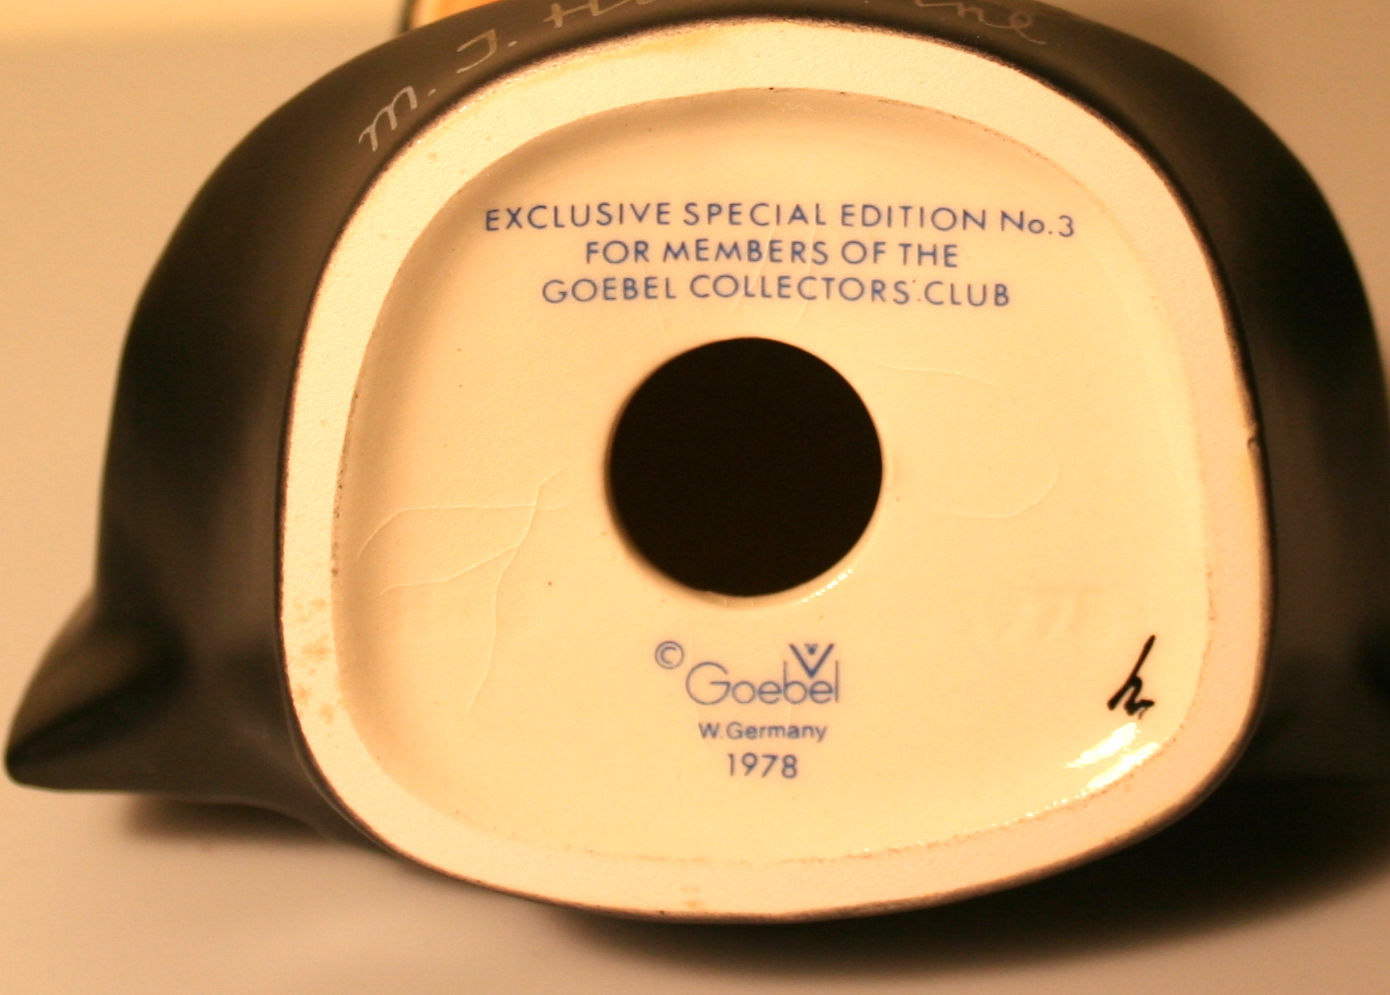 M. I. H
EXCLUSIVE SPECIAL EDITION No.3
FOR MEMBERS OF THE
GOEBEL COLLECTORS' CLUB
© Goebel
W.Germany
1978